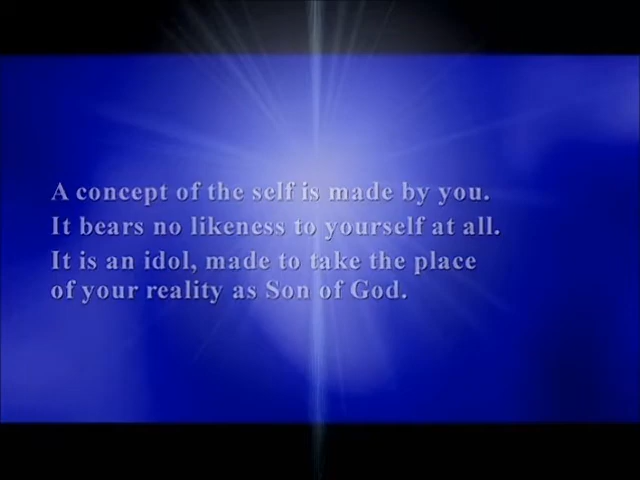 A concept of the self is made by you.
It bears no likeness to yourself at all.
It is an idol, made to take the place
of your reality as Son of God.